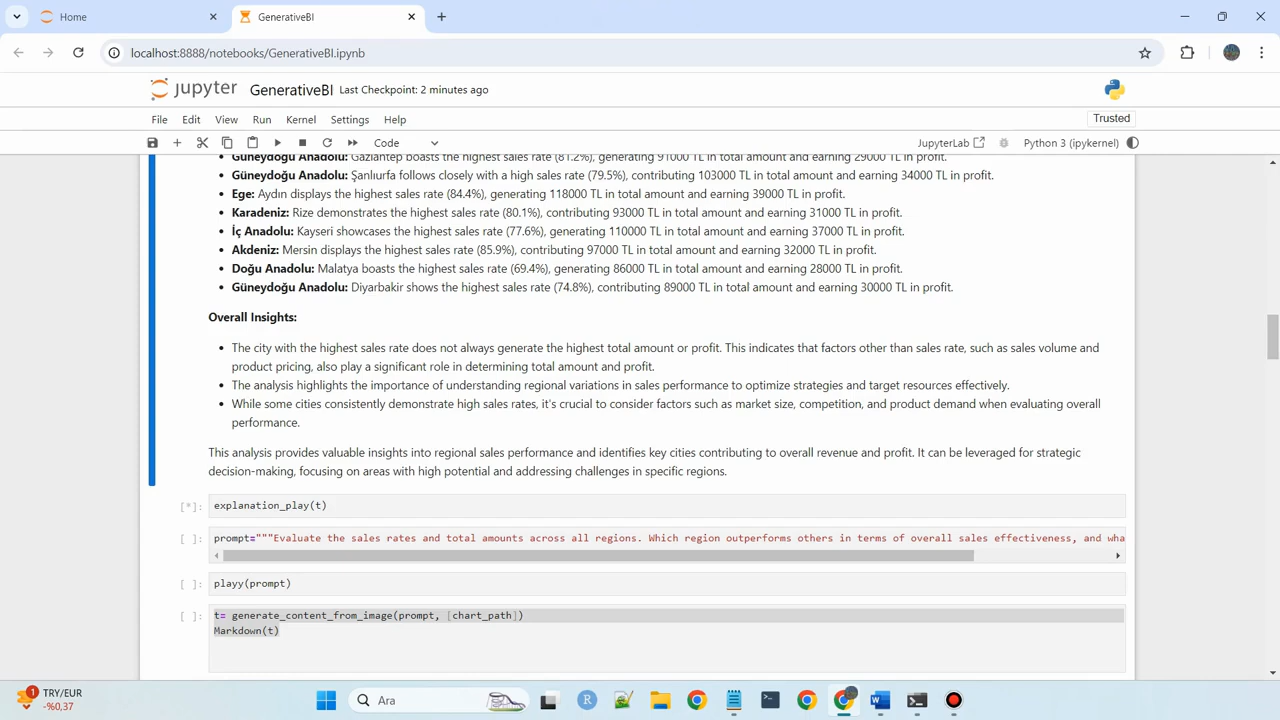 Home
GenerativeBI
localhost:8888/notebooks/GenerativeBI.ipynb
jupyter GenerativeBI Last Checkpoint: 2 minutes ago
File Edit View Run Kernel Settings Help
Trusted
Code
JupyterLab
Python 3 (ipykernel)
Güneydoğu Anadolu: Gaziantep boasts the highest sales rate (81.2%), generating 91000 TL in total amount and earning 29000 TL in profit.
Güneydoğu Anadolu: Şanlıurfa follows closely with a high sales rate (79.5%), contributing 103000 TL in total amount and earning 34000 TL in profit.
Ege: Aydın displays the highest sales rate (84.4%), generating 118000 TL in total amount and earning 39000 TL in profit.
Karadeniz: Rize demonstrates the highest sales rate (80.1%), contributing 93000 TL in total amount and earning 31000 TL in profit.
İç Anadolu: Kayseri showcases the highest sales rate (77.6%), generating 110000 TL in total amount and earning 37000 TL in profit.
Akdeniz: Mersin displays the highest sales rate (85.9%), contributing 97000 TL in total amount and earning 32000 TL in profit.
Doğu Anadolu: Malatya boasts the highest sales rate (69.4%), generating 86000 TL in total amount and earning 28000 TL in profit.
Güneydoğu Anadolu: Diyarbakir shows the highest sales rate (74.8%), contributing 89000 TL in total amount and earning 30000 TL in profit.
Overall Insights:
The city with the highest sales rate does not always generate the highest total amount or profit. This indicates that factors other than sales rate, such as sales volume and
product pricing, also play a significant role in determining total amount and profit.
The analysis highlights the importance of understanding regional variations in sales performance to optimize strategies and target resources effectively.
While some cities consistently demonstrate high sales rates, it's crucial to consider factors such as market size, competition, and product demand when evaluating overall
performance.
This analysis provides valuable insights into regional sales performance and identifies key cities contributing to overall revenue and profit. It can be leveraged for strategic
decision-making, focusing on areas with high potential and addressing challenges in specific regions.
[*]: explanation_play(t)
[ ]: prompt="""Evaluate the sales rates and total amounts across all regions. Which region outperforms others in terms of overall sales effectiveness, and wha
[ ]: playy(prompt)
[ ]: t= generate_content_from_image(prompt, [chart_path])
Markdown(t)
1
TRY/EUR
-%0,37
Ara
R